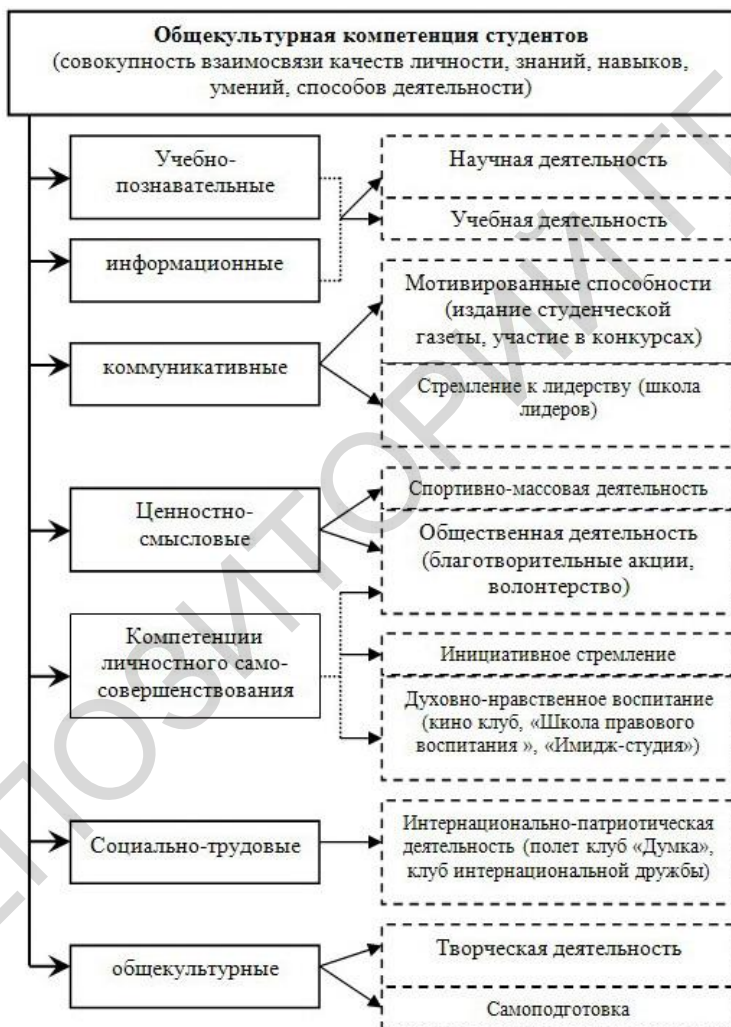 Общекультурная компетенция студентов
(совокупность взаимосвязи качеств личности, знаний, навыков,
умений, способов деятельности)
Учебно-
познавательные
Научная деятельность
Учебная деятельность
информационные
Мотивированные способности
(издание студенческой
газеты, участие в конкурсах)
коммуникативные
Стремление к лидерству (школа
лидеров)
Ценностно-
смысловые
Спортивно-массовая деятельность
Общественная деятельность
(благотворительные акции,
волонтерство)
Компетенции
личностного само-
совершенствования
Инициативное стремление
Духовно-нравственное воспитание
(кино клуб, «Школа правового
воспитания », «Имидж-студия»)
Социально-трудовые
Интернационально-патриотическая
деятельность (полет клуб «Думка»,
клуб интернациональной дружбы)
общекультурные
Творческая деятельность
Самоподготовка